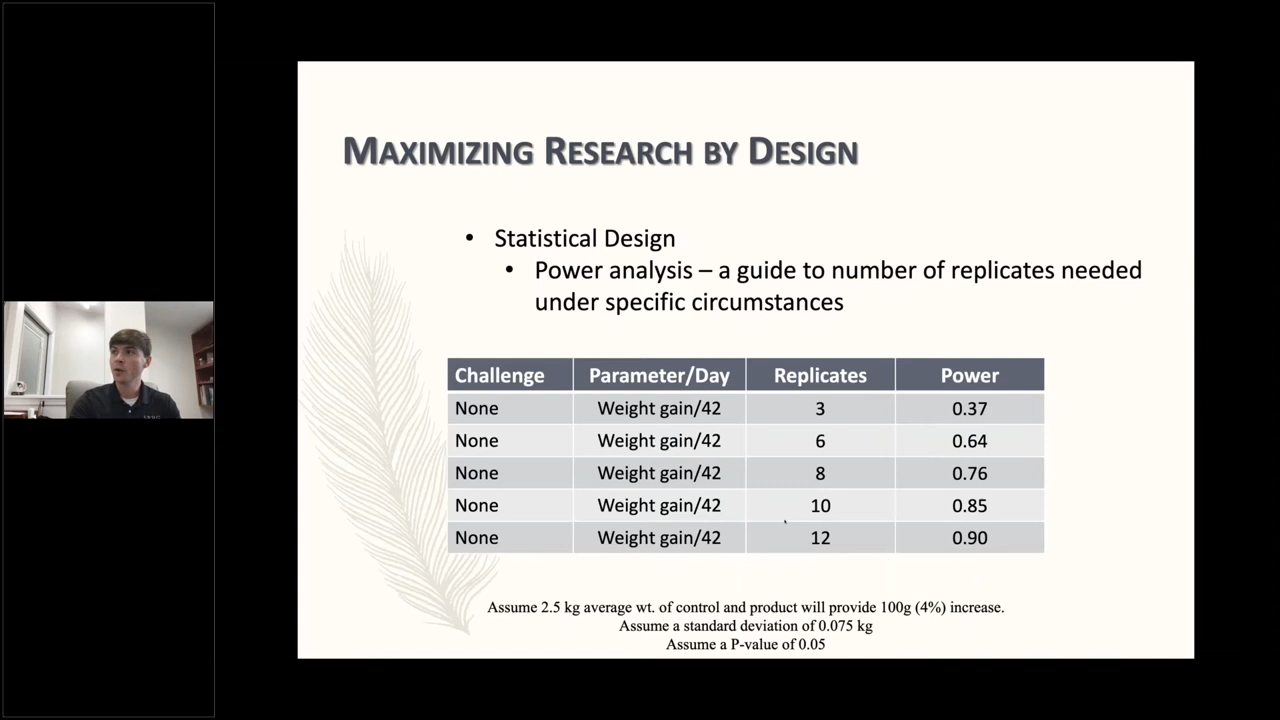 MAXIMIZING RESEARCH BY DESIGN
• Statistical Design
• Power analysis – a guide to number of replicates needed
under specific circumstances
Challenge Parameter/Day Replicates Power
None Weight gain/42 3 0.37
None Weight gain/42 6 0.64
None Weight gain/42 8 0.76
None Weight gain/42 10 0.85
None Weight gain/42 12 0.90
Assume 2.5 kg average wt. of control and product will provide 100g (4%) increase.
Assume a standard deviation of 0.075 kg
Assume a P-value of 0.05